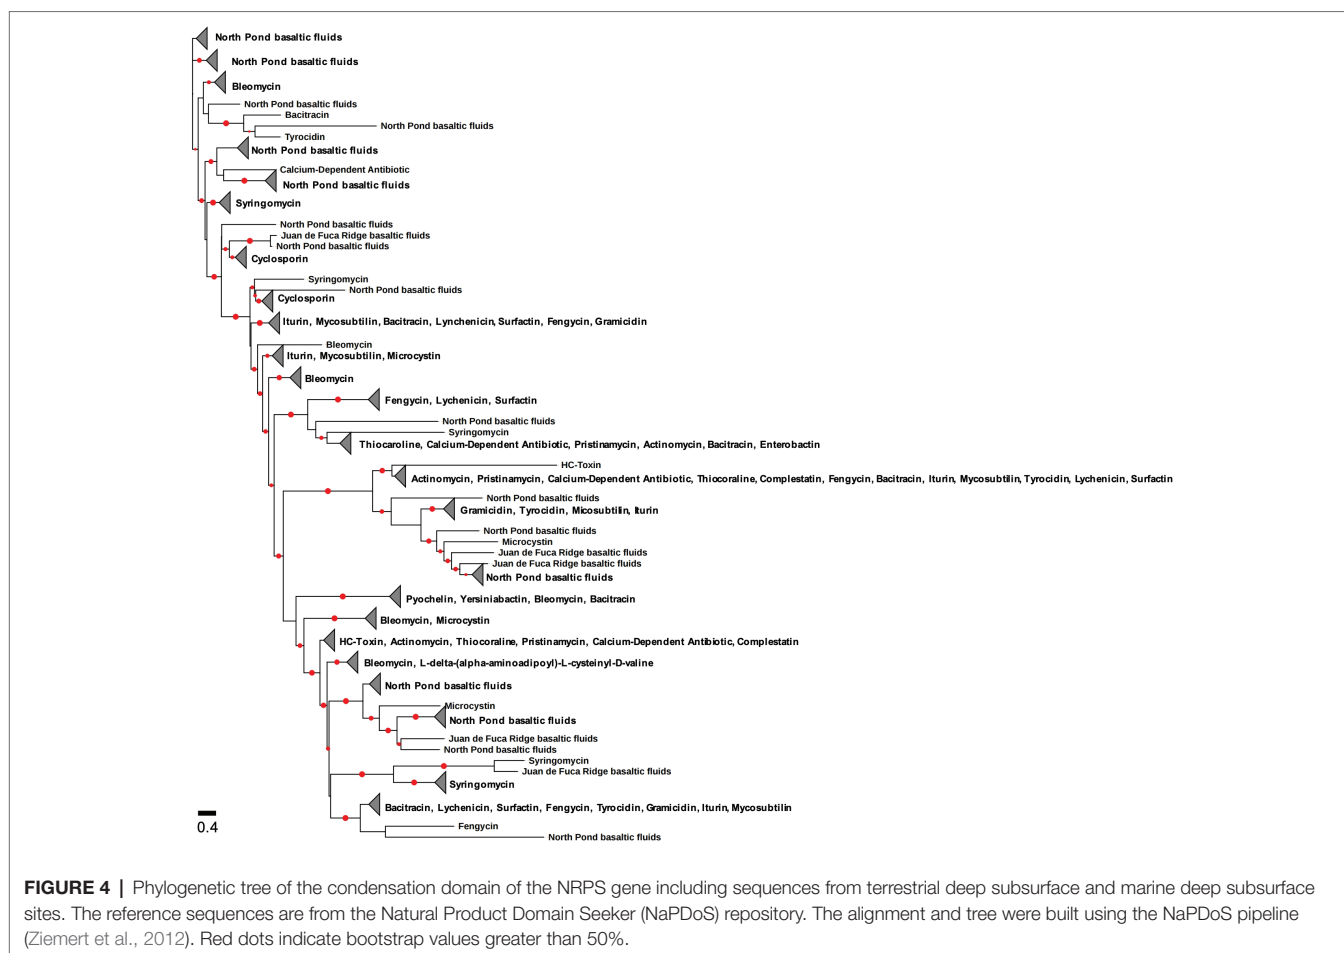 North Pond basaltic fluids
North Pond basaltic fluids
Bleomycin
North Pond basaltic fluids
Bacitracin
North Pond basaltic fluids
Tyrocidin
North Pond basaltic fluids
Calcium-Dependent Antibiotic
North Pond basaltic fluids
Syringomycin
North Pond basaltic fluids
Juan de Fuca Ridge basaltic fluids
North Pond basaltic fluids
Cyclosporin
Syringomycin
North Pond basaltic fluids
Cyclosporin
Iturin, Mycosubtilin, Bacitracin, Lynchenicin, Surfactin, Fengycin, Gramicidin
Bleomycin
Iturin, Mycosubtilin, Microcystin
Bleomycin
Fengycin, Lychenicin, Surfactin
North Pond basaltic fluids
Syringomycin
Thiocaroline, Calcium-Dependent Antibiotic, Pristinamycin, Actinomycin, Bacitracin, Enterobactin
HC-Toxin
Actinomycin, Pristinamycin, Calcium-Dependent Antibiotic, Thiocoraline, Complestatin, Fengycin, Bacitracin, Iturin, Mycosubtilin, Tyrocidin, Lychenicin, Surfactin
North Pond basaltic fluids
Gramicidin, Tyrocidin, Micosubtilin, Iturin
North Pond basaltic fluids
Microcystin
Juan de Fuca Ridge basaltic fluids
Juan de Fuca Ridge basaltic fluids
North Pond basaltic fluids
Pyochelin, Yersiniabactin, Bleomycin, Bacitracin
Bleomycin, Microcystin
HC-Toxin, Actinomycin, Thiocoraline, Pristinamycin, Calcium-Dependent Antibiotic, Complestatin
Bleomycin, L-delta-(alpha-aminoadipoyl)-L-cysteinyl-D-valine
North Pond basaltic fluids
Microcystin
North Pond basaltic fluids
Juan de Fuca Ridge basaltic fluids
North Pond basaltic fluids
Syringomycin
Juan de Fuca Ridge basaltic fluids
Syringomycin
Bacitracin, Lychenicin, Surfactin, Fengycin, Tyrocidin, Gramicidin, Iturin, Mycosubtilin
Fengycin
North Pond basaltic fluids
0.4
FIGURE 4 | Phylogenetic tree of the condensation domain of the NRPS gene including sequences from terrestrial deep subsurface and marine deep subsurface
sites. The reference sequences are from the Natural Product Domain Seeker (NaPDoS) repository. The alignment and tree were built using the NaPDoS pipeline
(Ziemert et al., 2012). Red dots indicate bootstrap values greater than 50%.